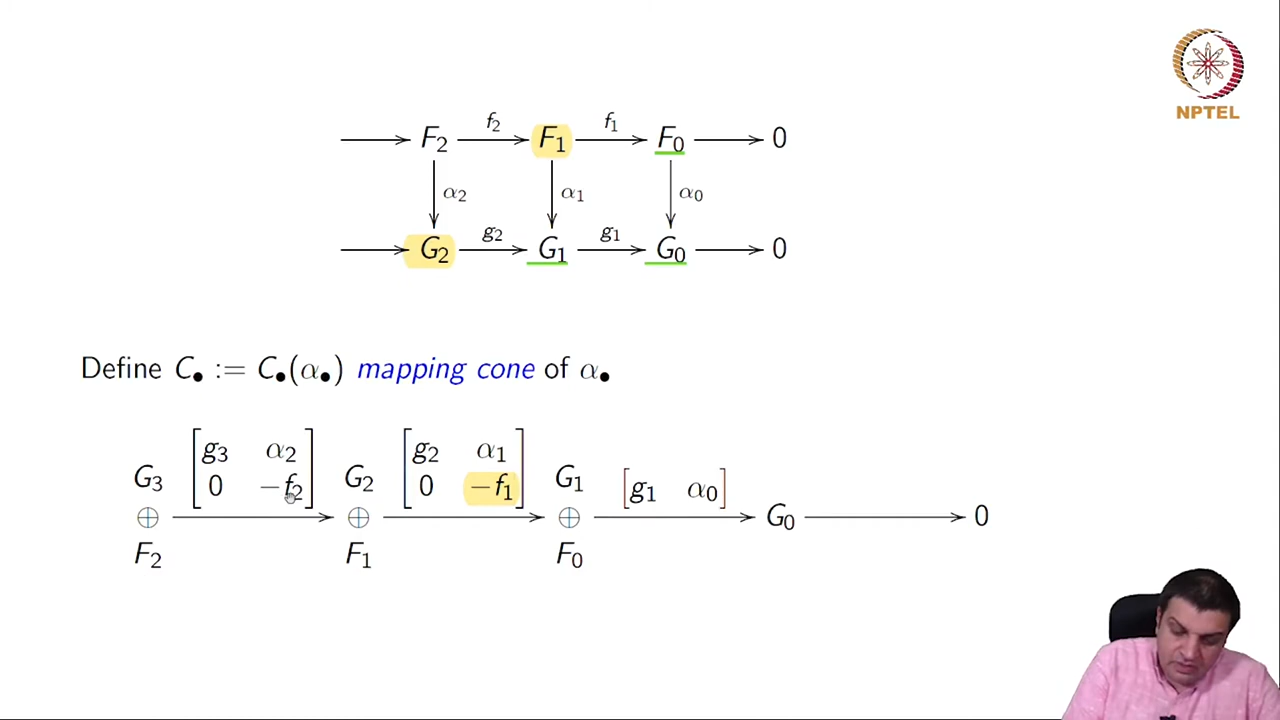 NPTEL
f₂ f₁
F₂ F₁ F₀ 0
α₂ α₁ α₀
g₂ g₁
G₂ G₁ G₀ 0
Define C• := C•(α•) mapping cone of α•
[g₃ α₂ [g₂ α₁
G₃ 0 −f₂] G₂ 0 −f₁] G₁ [g₁ α₀]
⊕ ⊕ ⊕ G₀ 0
F₂ F₁ F₀